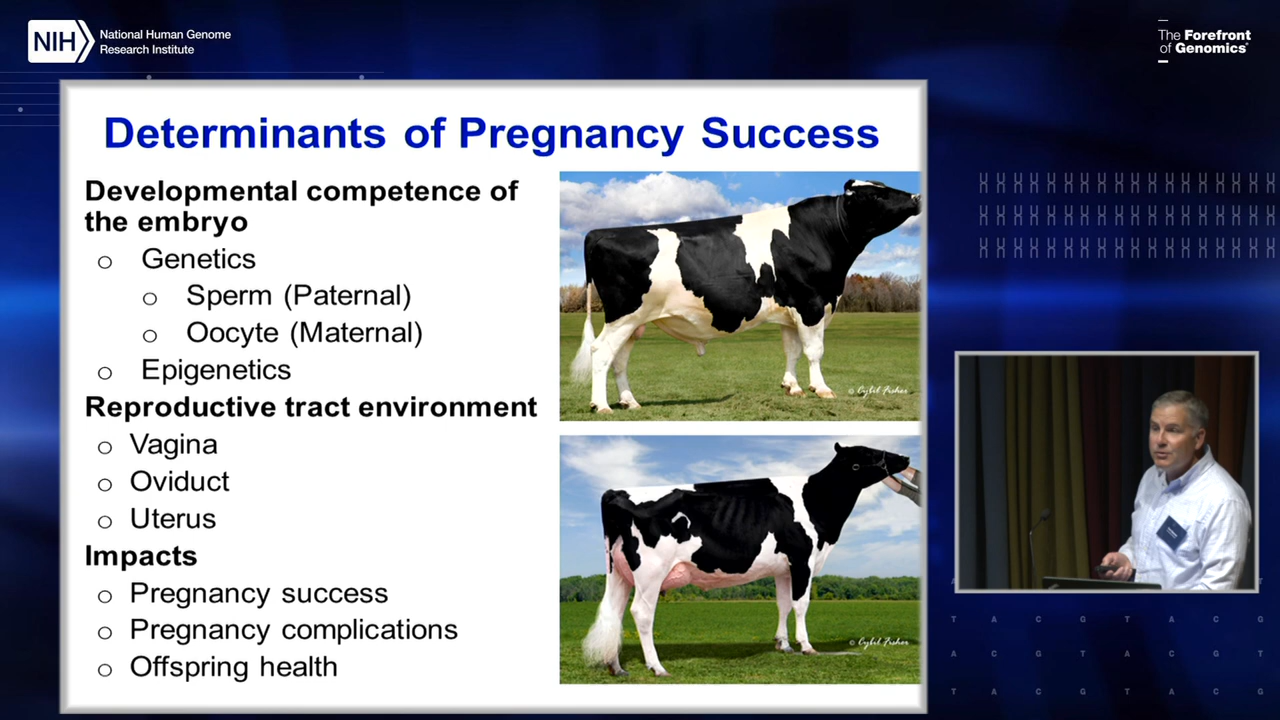 NIH
National Human Genome
Research Institute
The Forefront
of Genomics®
Determinants of Pregnancy Success
Developmental competence of
the embryo
o Genetics
o Sperm (Paternal)
o Oocyte (Maternal)
o Epigenetics
Reproductive tract environment
o Vagina
o Oviduct
o Uterus
Impacts
o Pregnancy success
o Pregnancy complications
o Offspring health
© Cybil Fisher
© Cybil Fisher
T A C G T A C G
A C G T A C G T
T A C G T A C G